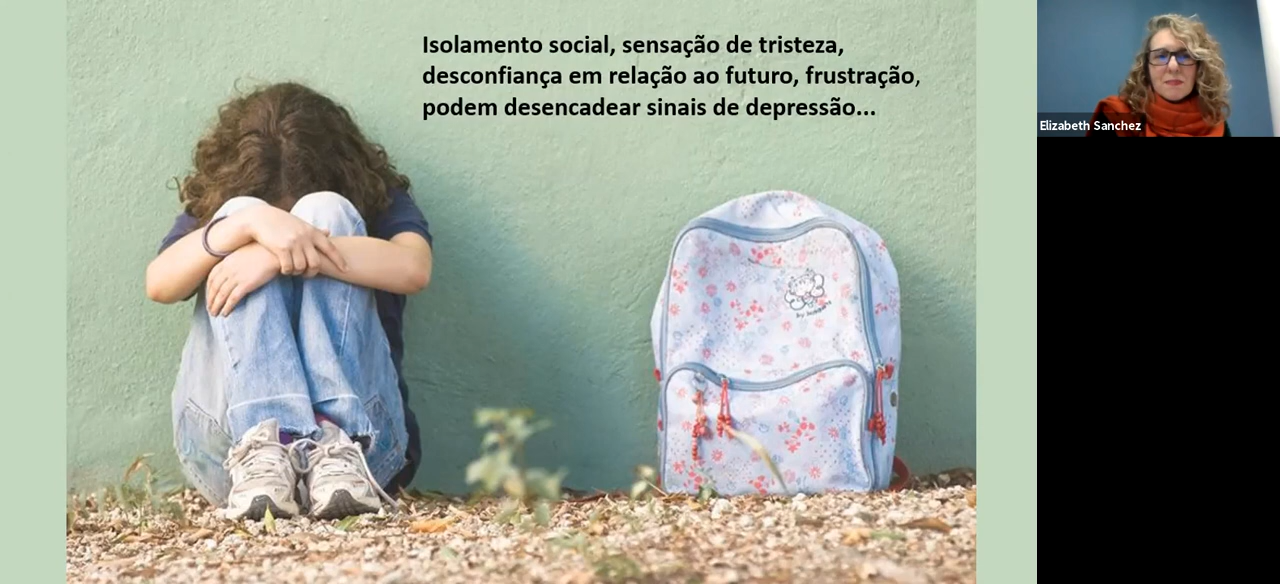 Isolamento social, sensação de tristeza,
desconfiança em relação ao futuro, frustração,
podem desencadear sinais de depressão...
Elizabeth Sanchez